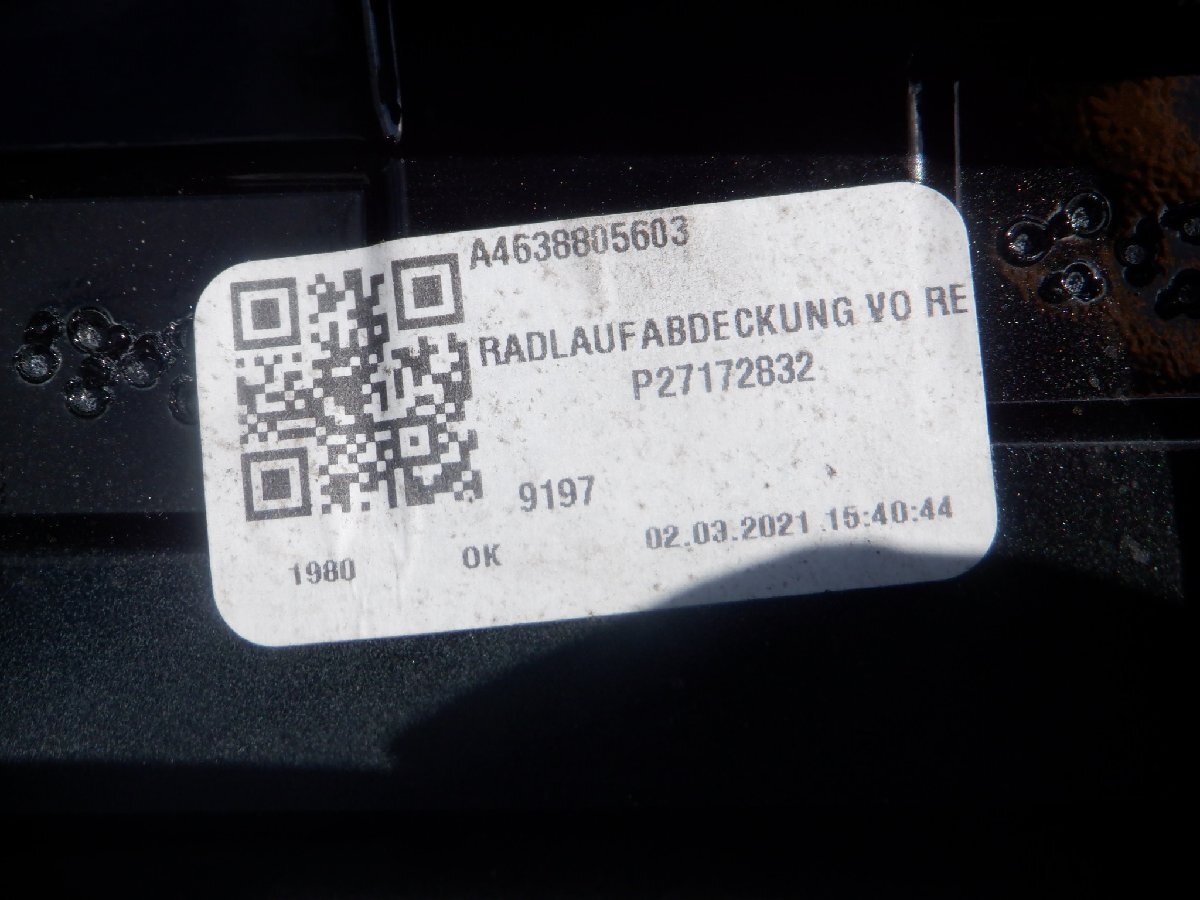 A4638805603
RADLAUFABDECKUNG VO RE
P27172832
9197
02.03.2021 15:40:44
1980 OK